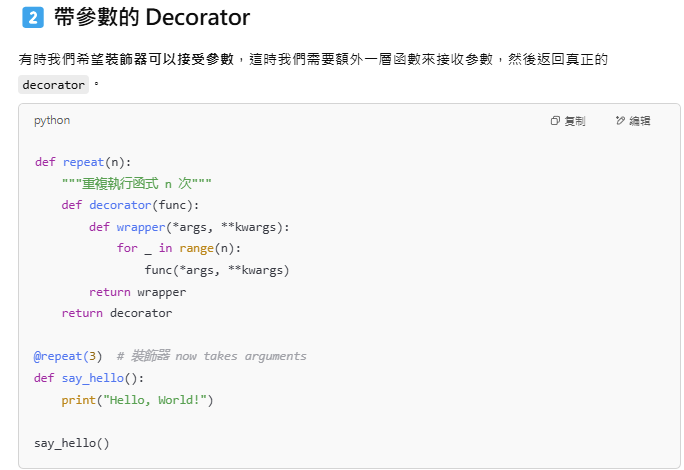 2 帶參數的 Decorator
有時我們希望裝飾器可以接受參數，這時我們需要額外一層函數來接收參數，然後返回真正的
decorator。
python 复制 编辑
def repeat(n):
    """重複執行函式 n 次"""
    def decorator(func):
        def wrapper(*args, **kwargs):
            for _ in range(n):
                func(*args, **kwargs)
        return wrapper
    return decorator
@repeat(3)  # 裝飾器 now takes arguments
def say_hello():
    print("Hello, World!")
say_hello()